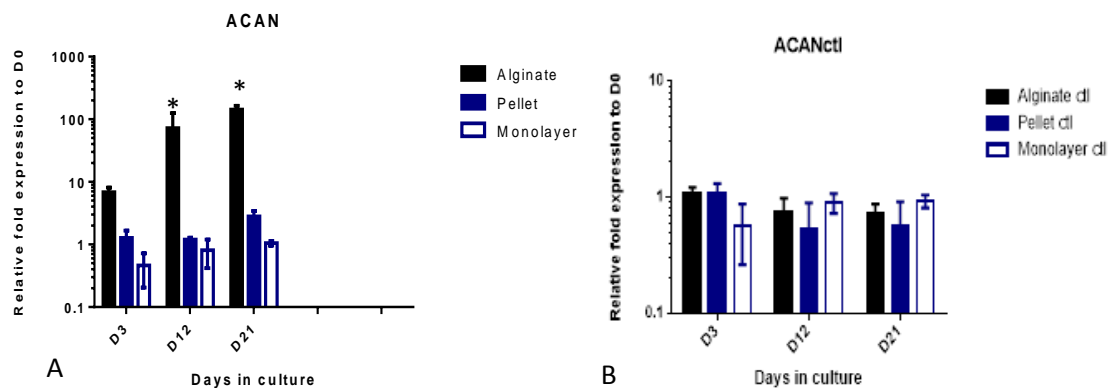 ACAN
Relative fold expression to D0
1000
100
10
1
0.1
* *
D3 D12 D21
Days in culture
Alginate
Pellet
Monolayer
A
ACANctl
Relative fold expression to D0
10
1
0.1
D3 D12 D21
Days in culture
Alginate ctl
Pellet ctl
Monolayer ctl
B